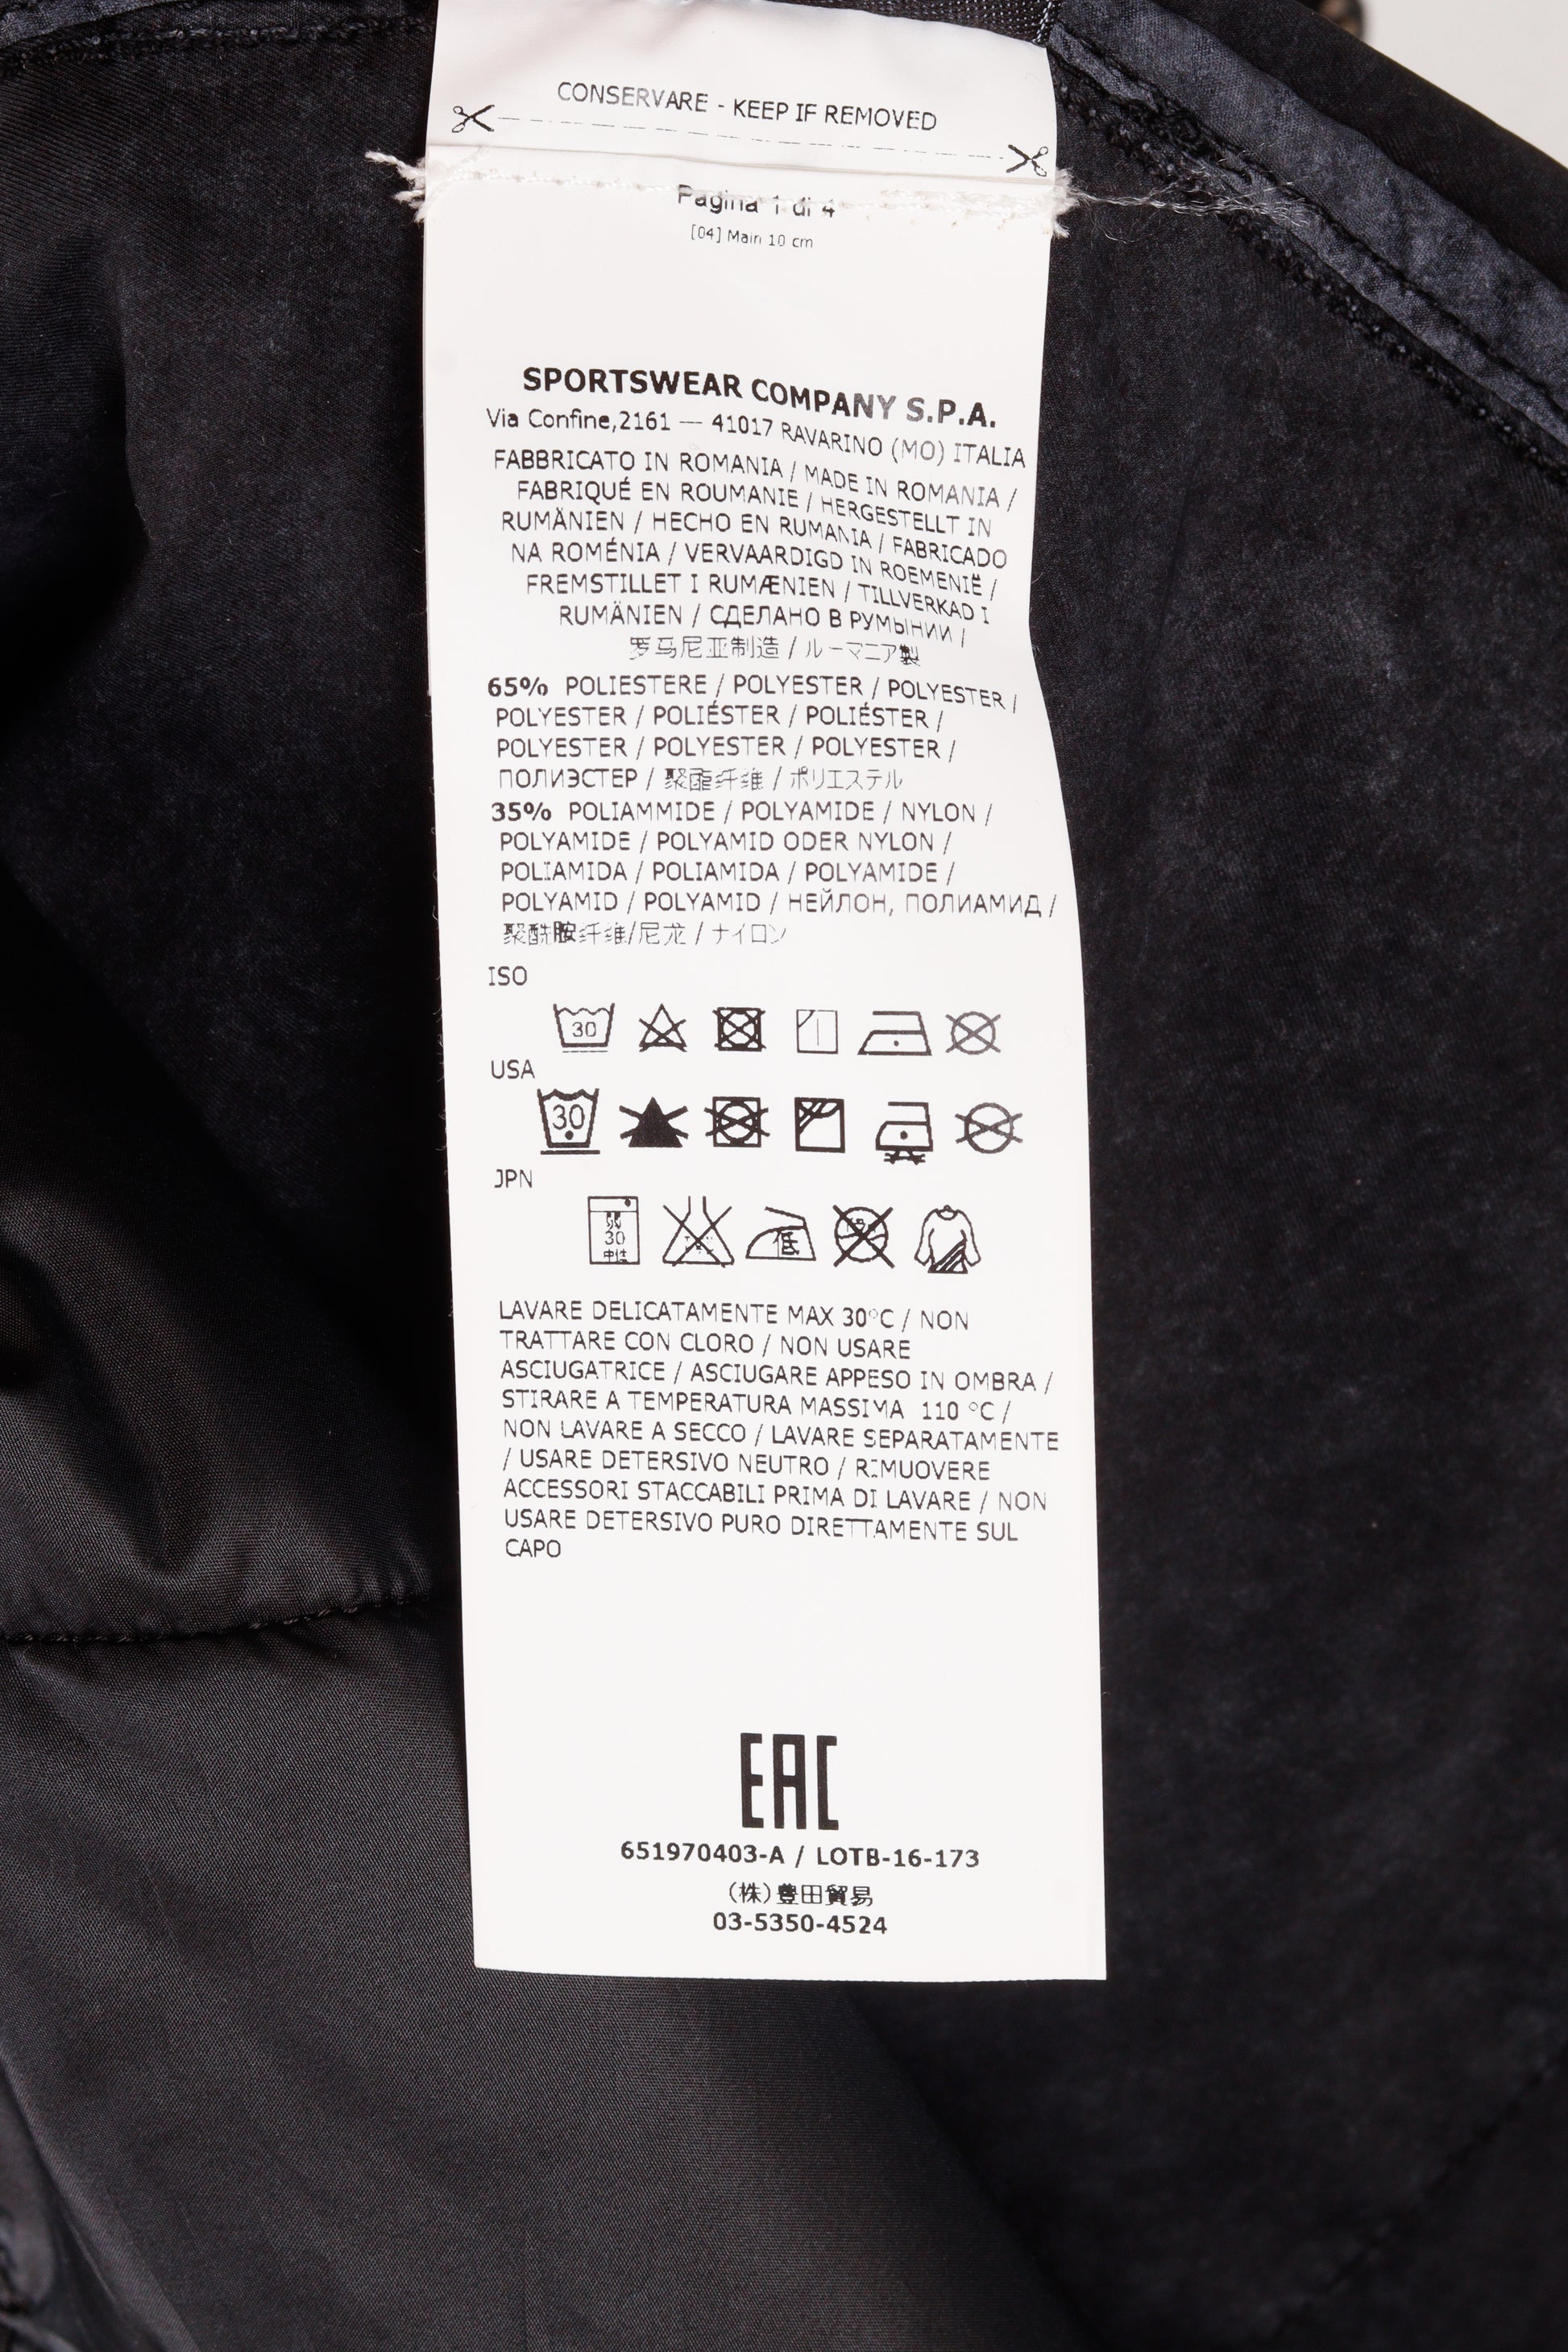 CONSERVARE - KEEP IF REMOVED
Pagina 1 di 4
[04] Main 10 cm
SPORTSWEAR COMPANY S.P.A.
Via Confine,2161 — 41017 RAVARINO (MO) ITALIA
FABBRICATO IN ROMANIA / MADE IN ROMANIA /
FABRIQUÉ EN ROUMANIE / HERGESTELLT IN
RUMÄNIEN / HECHO EN RUMANIA / FABRICADO
NA ROMÉNIA / VERVAARDIGD IN ROEMENIË /
FREMSTILLET I RUMÆNIEN / TILLVERKAD I
RUMÄNIEN / СДЕЛАНО В РУМЫНИИ /
罗马尼亚制造 / ルーマニア製
65% POLIESTERE / POLYESTER / POLYESTER /
POLYESTER / POLIÉSTER / POLIÉSTER /
POLYESTER / POLYESTER / POLYESTER /
ПОЛИЭСТЕР / 聚酯纤维 / ポリエステル
35% POLIAMMIDE / POLYAMIDE / NYLON /
POLYAMIDE / POLYAMID ODER NYLON /
POLIAMIDA / POLIAMIDA / POLYAMIDE /
POLYAMID / POLYAMID / НЕЙЛОН, ПОЛИАМИД /
聚酰胺纤维/尼龙 / ナイロン
ISO
30
USA
30
JPN
弱
30
中性
低
LAVARE DELICATAMENTE MAX 30°C / NON
TRATTARE CON CLORO / NON USARE
ASCIUGATRICE / ASCIUGARE APPESO IN OMBRA /
STIRARE A TEMPERATURA MASSIMA 110 °C /
NON LAVARE A SECCO / LAVARE SEPARATAMENTE
/ USARE DETERSIVO NEUTRO / RIMUOVERE
ACCESSORI STACCABILI PRIMA DI LAVARE / NON
USARE DETERSIVO PURO DIRETTAMENTE SUL
CAPO
EAC
651970403-A / LOTB-16-173
(株)豊田貿易
03-5350-4524